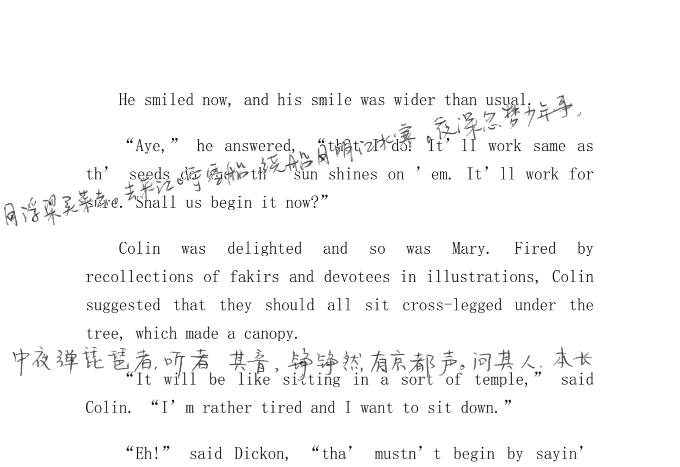 He smiled now, and his smile was wider than usual.
“Aye,” he answered, “that I do. It’ll work same as
th’ seeds do when th’ sun shines on ’em. It’ll work for
sure. Shall us begin it now?”
月浮梁买茶去。去来江口守空船,绕船月明江水寒。夜深忽梦少年事,
Colin was delighted and so was Mary. Fired by
recollections of fakirs and devotees in illustrations, Colin
suggested that they should all sit cross-legged under the
tree, which made a canopy.
中夜弹琵琶者,听者 其音,铮铮然,有京都声。问其人,本长
“It will be like sitting in a sort of temple,” said
Colin. “I’m rather tired and I want to sit down.”
“Eh!” said Dickon, “tha’ mustn’t begin by sayin’